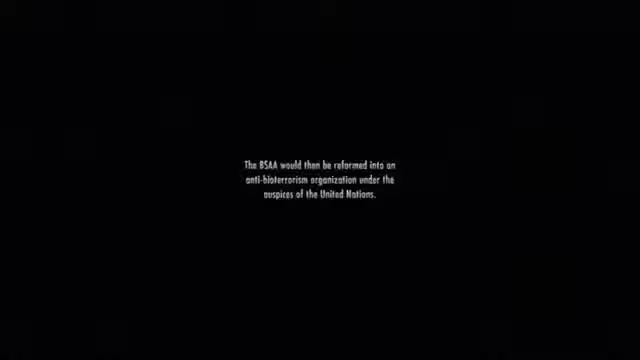 The BSAA would then be reformed into an
anti-bioterrorism organization under the
auspices of the United Nations.